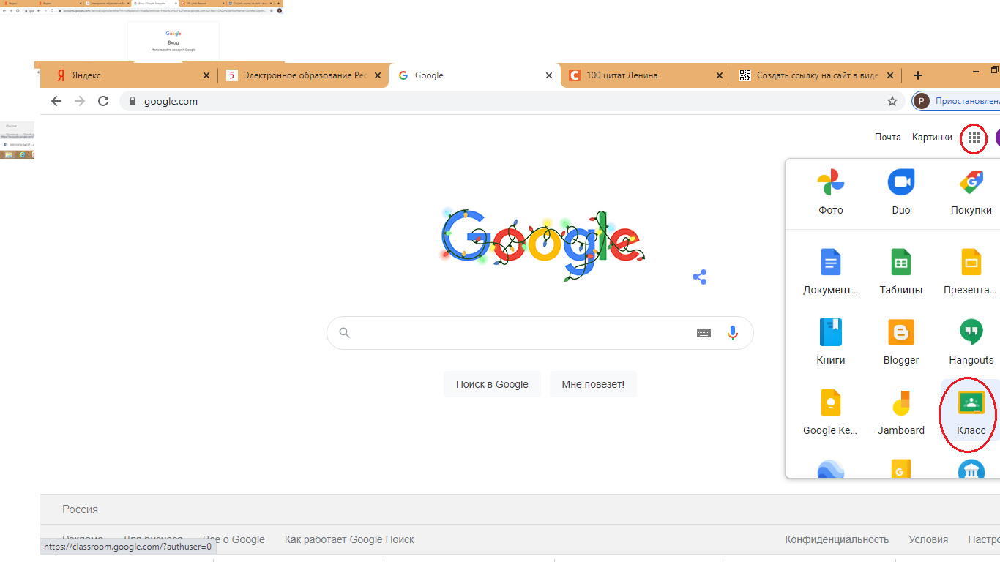 Google
Вход
Используйте аккаунт Google
Яндекс
5 Электронное образование Рес
Google
C 100 цитат Ленина
Создать ссылку на сайт в виде
google.com
P Приостановлена
Почта Картинки
Фото Duo Покупки
Google
Документ... Таблицы Презента...
Книги Blogger Hangouts
Поиск в Google Мне повезёт!
Google Ke... Jamboard Класс
Россия
Всё о Google Как работает Google Поиск Конфиденциальность Условия Настро
https://classroom.google.com/?authuser=0